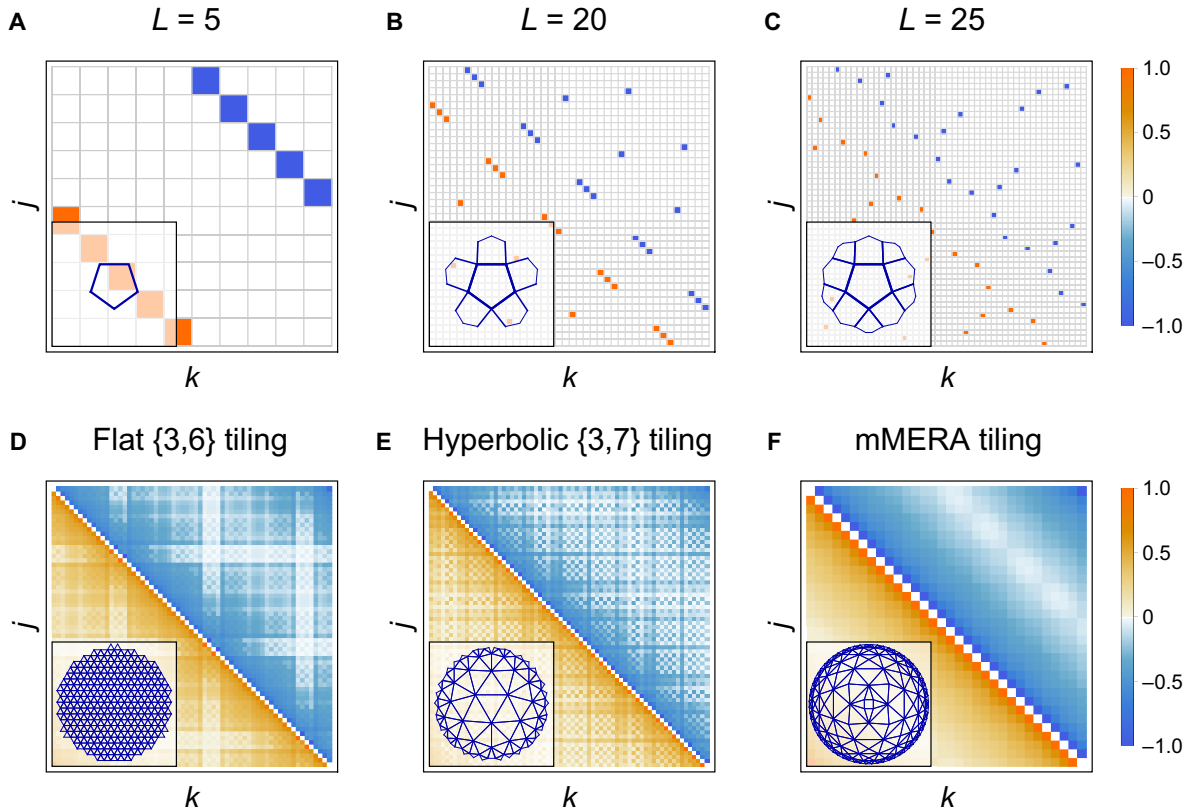 A L = 5
B L = 20
C L = 25
j
j
j
k
k
k
1.0
0.5
0
−0.5
−1.0
D Flat {3,6} tiling
E Hyperbolic {3,7} tiling
F mMERA tiling
j
j
j
k
k
k
1.0
0.5
0
−0.5
−1.0